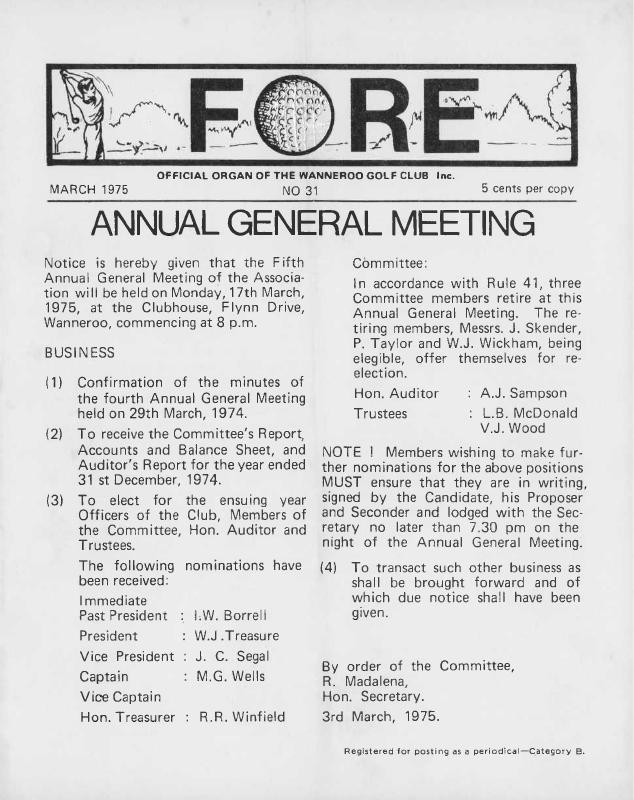 FORE
OFFICIAL ORGAN OF THE WANNEROO GOLF CLUB Inc.
MARCH 1975 NO 31 5 cents per copy
ANNUAL GENERAL MEETING
Notice is hereby given that the Fifth
Annual General Meeting of the Associa-
tion will be held on Monday, 17th March,
1975, at the Clubhouse, Flynn Drive,
Wanneroo, commencing at 8 p.m.
BUSINESS
(1) Confirmation of the minutes of
the fourth Annual General Meeting
held on 29th March, 1974.
(2) To receive the Committee's Report,
Accounts and Balance Sheet, and
Auditor's Report for the year ended
31 st December, 1974.
(3) To elect for the ensuing year
Officers of the Club, Members of
the Committee, Hon. Auditor and
Trustees.
The following nominations have
been received:
Immediate
Past President : I.W. Borrell
President : W.J.Treasure
Vice President : J. C. Segal
Captain : M.G. Wells
Vice Captain
Hon. Treasurer : R.R. Winfield
Committee:
In accordance with Rule 41, three
Committee members retire at this
Annual General Meeting. The re-
tiring members, Messrs. J. Skender,
P. Taylor and W.J. Wickham, being
elegible, offer themselves for re-
election.
Hon. Auditor : A.J. Sampson
Trustees : L.B. McDonald
V.J. Wood
NOTE ! Members wishing to make fur-
ther nominations for the above positions
MUST ensure that they are in writing,
signed by the Candidate, his Proposer
and Seconder and lodged with the Sec-
retary no later than 7.30 pm on the
night of the Annual General Meeting.
(4) To transact such other business as
shall be brought forward and of
which due notice shall have been
given.
By order of the Committee,
R. Madalena,
Hon. Secretary.
3rd March, 1975.
Registered for posting as a periodical—Category B.